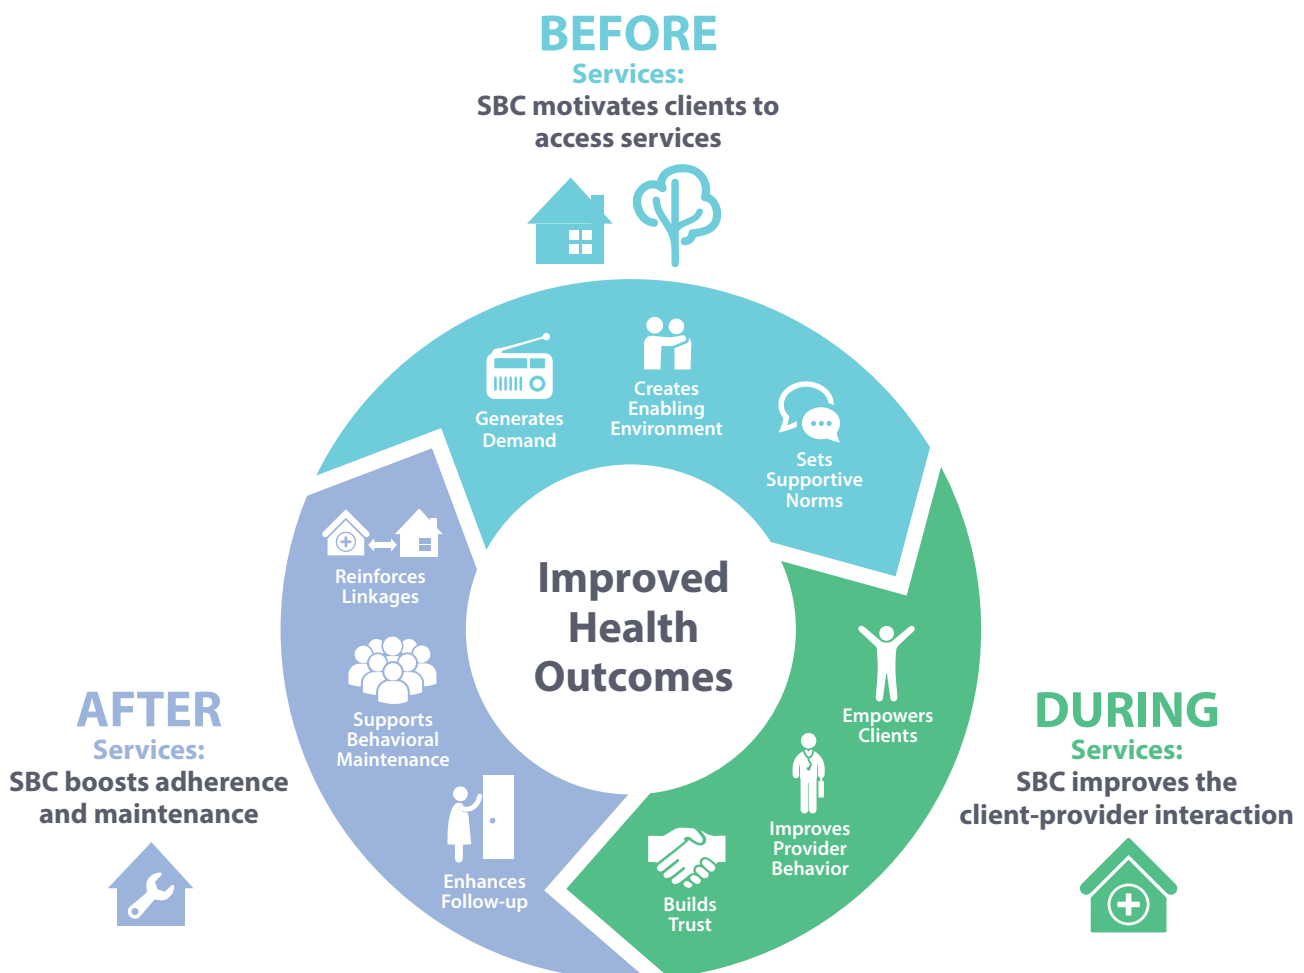 BEFORE
Services:
SBC motivates clients to
access services
Generates
Demand
Creates
Enabling
Environment
Sets
Supportive
Norms
Improved
Health
Outcomes
Empowers
Clients
Improves
Provider
Behavior
Builds
Trust
DURING
Services:
SBC improves the
client-provider interaction
Enhances
Follow-up
Supports
Behavioral
Maintenance
Reinforces
Linkages
AFTER
Services:
SBC boosts adherence
and maintenance